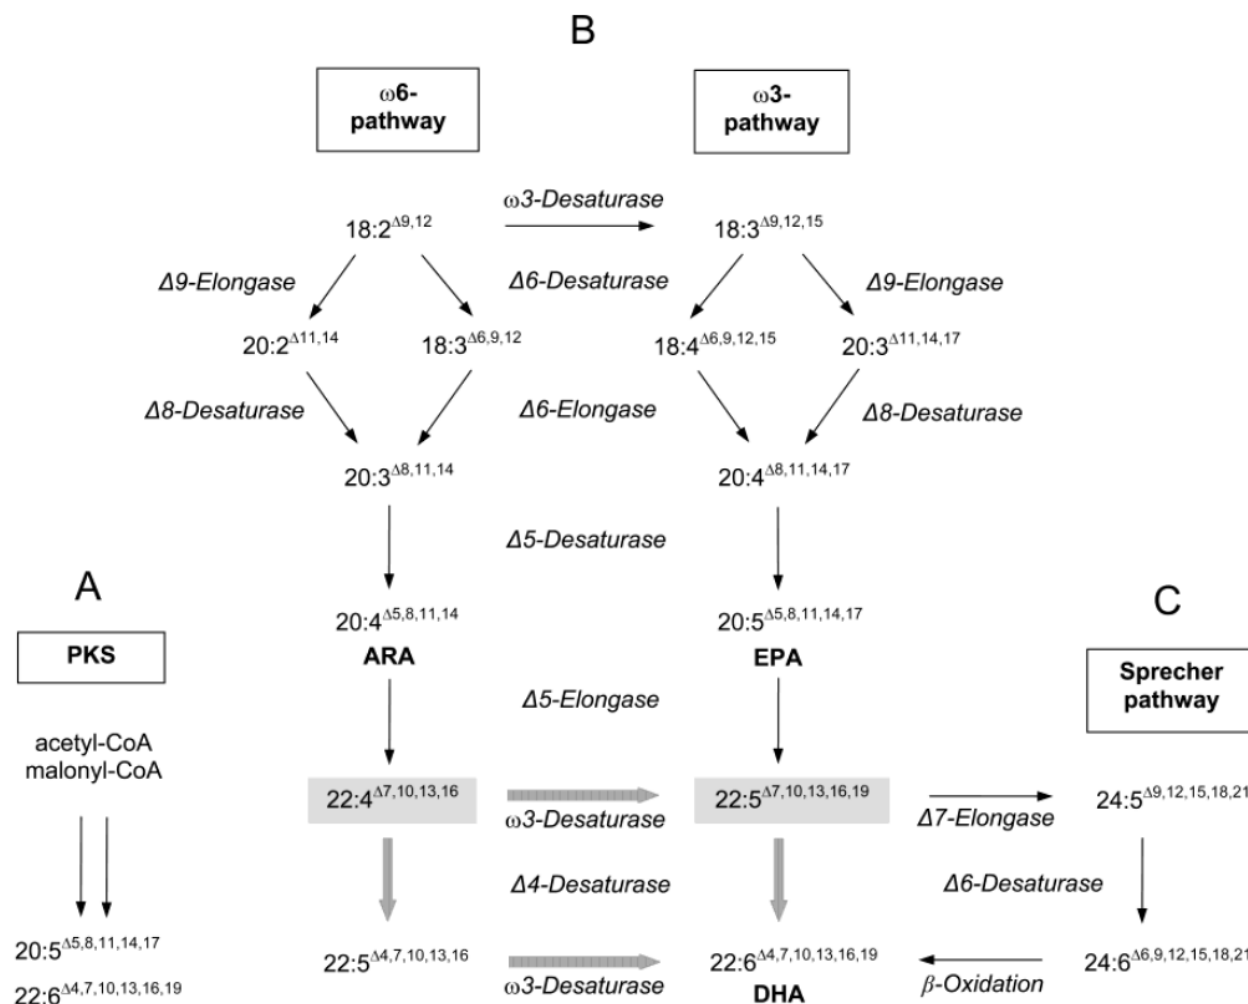 B
ω6-
pathway
ω3-
pathway
ω3-Desaturase
18:2Δ9,12
18:3Δ9,12,15
Δ9-Elongase
Δ6-Desaturase
Δ9-Elongase
20:2Δ11,14
18:3Δ6,9,12
18:4Δ6,9,12,15
20:3Δ11,14,17
Δ8-Desaturase
Δ6-Elongase
Δ8-Desaturase
20:3Δ8,11,14
20:4Δ8,11,14,17
Δ5-Desaturase
A
C
20:4Δ5,8,11,14
20:5Δ5,8,11,14,17
PKS
ARA
EPA
Sprecher
pathway
Δ5-Elongase
acetyl-CoA
malonyl-CoA
22:4Δ7,10,13,16
22:5Δ7,10,13,16,19
24:5Δ9,12,15,18,21
ω3-Desaturase
Δ7-Elongase
Δ4-Desaturase
Δ6-Desaturase
20:5Δ5,8,11,14,17
22:5Δ4,7,10,13,16
22:6Δ4,7,10,13,16,19
24:6Δ6,9,12,15,18,21
22:6Δ4,7,10,13,16,19
ω3-Desaturase
DHA
β-Oxidation